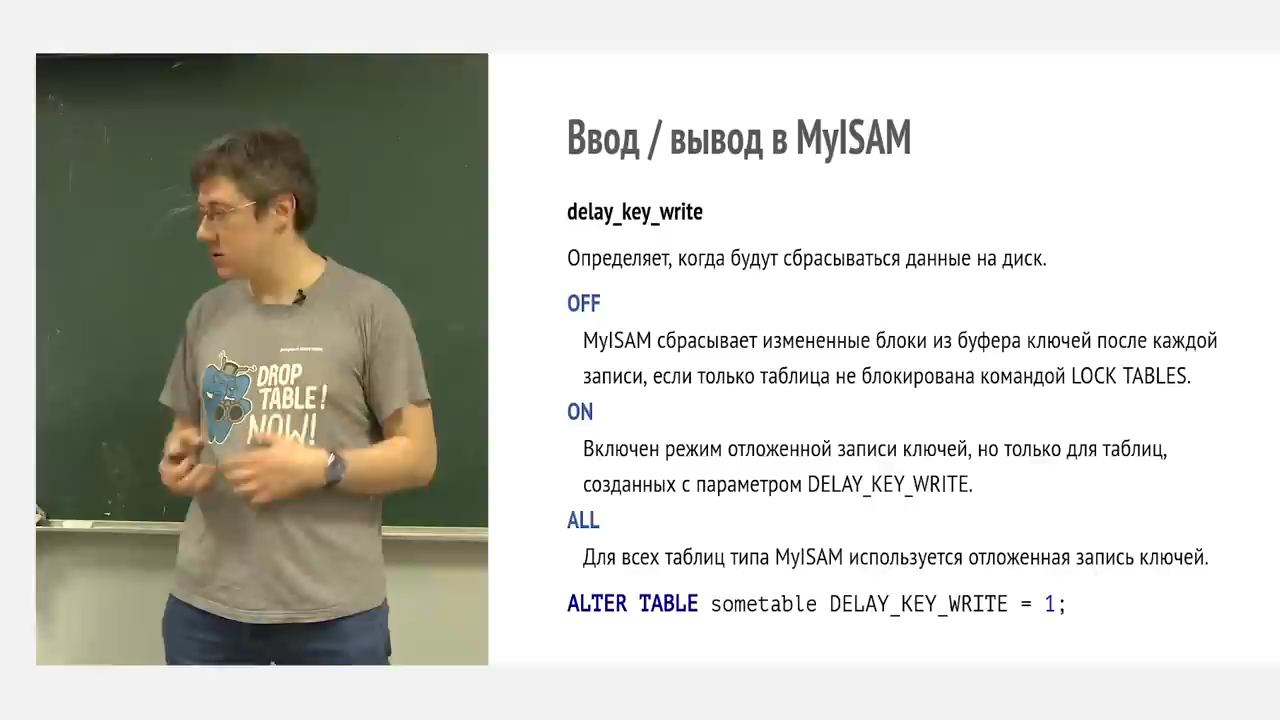 Ввод / вывод в MyISAM
delay_key_write
Определяет, когда будут сбрасываться данные на диск.
OFF
MyISAM сбрасывает измененные блоки из буфера ключей после каждой
записи, если только таблица не блокирована командой LOCK TABLES.
ON
Включен режим отложенной записи ключей, но только для таблиц,
созданных с параметром DELAY_KEY_WRITE.
ALL
Для всех таблиц типа MyISAM используется отложенная запись ключей.
ALTER TABLE sometable DELAY_KEY_WRITE = 1;
DROP
TABLE!
NOW!